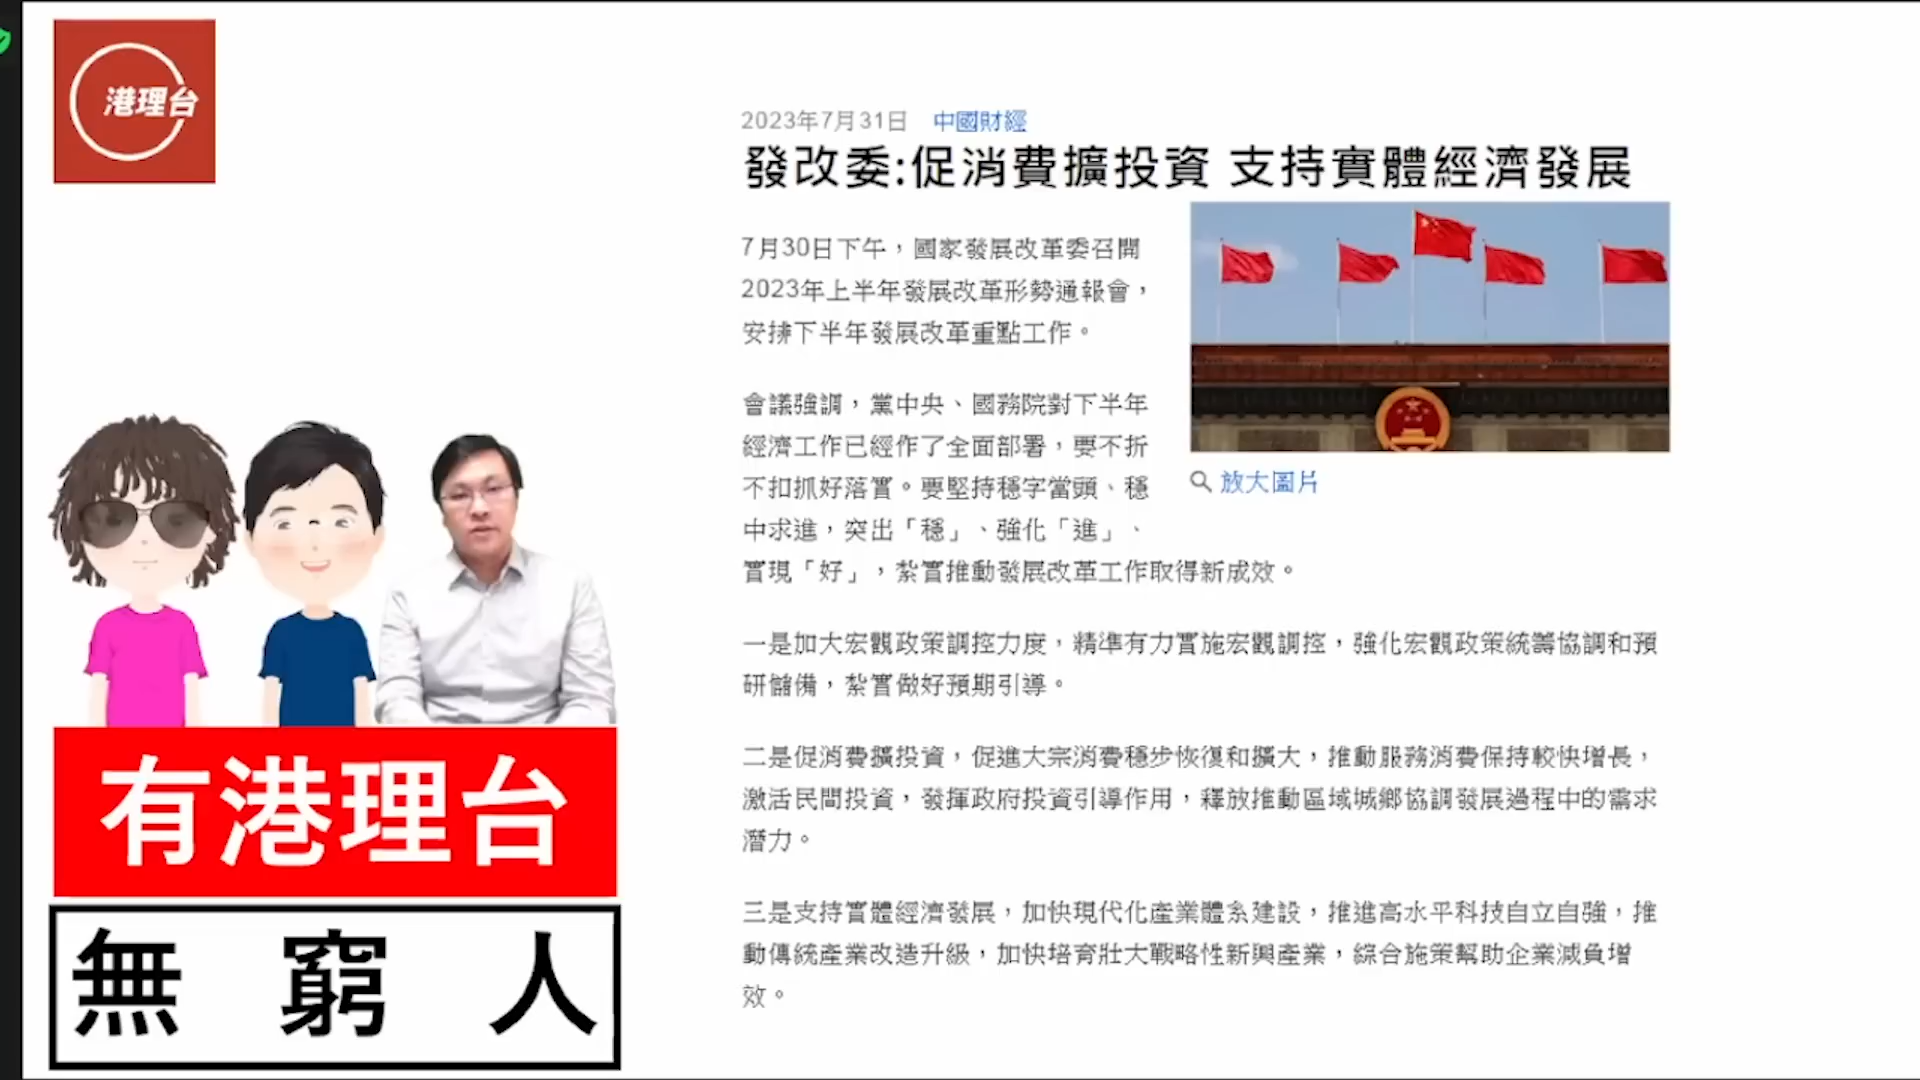 港理台
2023年7月31日 中國財經
發改委:促消費擴投資 支持實體經濟發展
7月30日下午，國家發展改革委召開
2023年上半年發展改革形勢通報會，
安排下半年發展改革重點工作。
會議強調，黨中央、國務院對下半年
經濟工作已經作了全面部署，要不折
不扣抓好落實。要堅持穩字當頭、穩
中求進，突出「穩」、強化「進」、
實現「好」，紮實推動發展改革工作取得新成效。
放大圖片
一是加大宏觀政策調控力度，精準有力實施宏觀調控，強化宏觀政策統籌協調和預
研儲備，紮實做好預期引導。
二是促消費擴投資，促進大宗消費穩步恢復和擴大，推動服務消費保持較快增長，
激活民間投資，發揮政府投資引導作用，釋放推動區域城鄉協調發展過程中的需求
潛力。
三是支持實體經濟發展，加快現代化產業體系建設，推進高水平科技自立自強，推
動傳統產業改造升級，加快培育壯大戰略性新興產業，綜合施策幫助企業減負增
效。
有港理台
無窮人